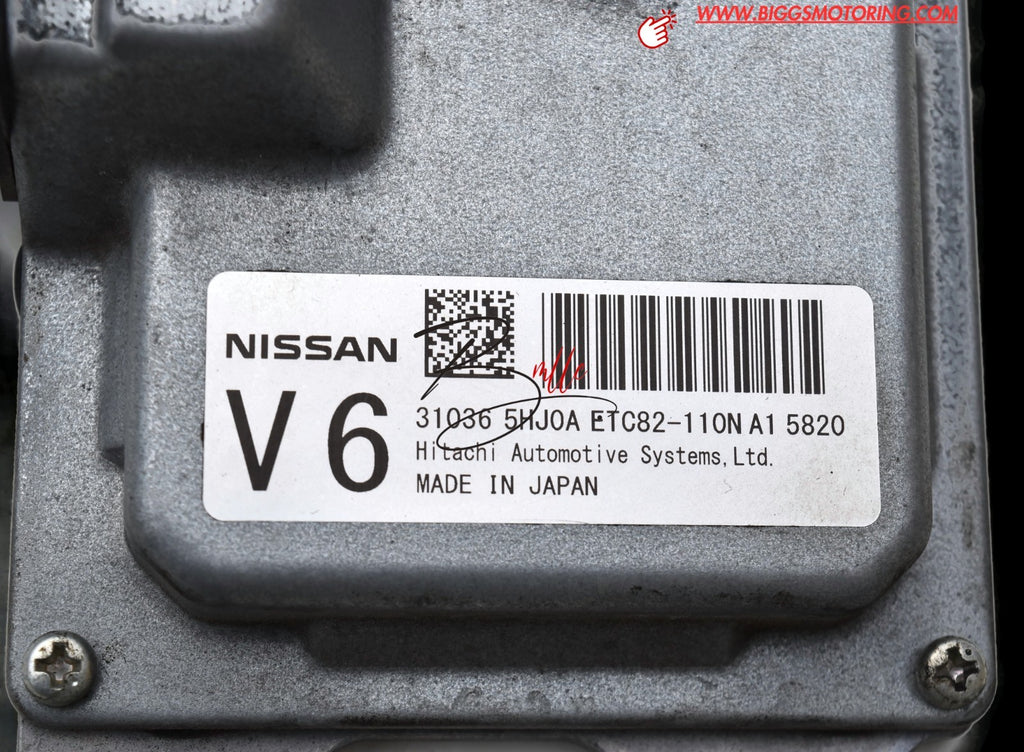 WWW.BIGGSMOTORING.COM
NISSAN
V 6
31036 5HJ0A ETC82-110N A1 5820
Hitachi Automotive Systems,Ltd.
MADE IN JAPAN